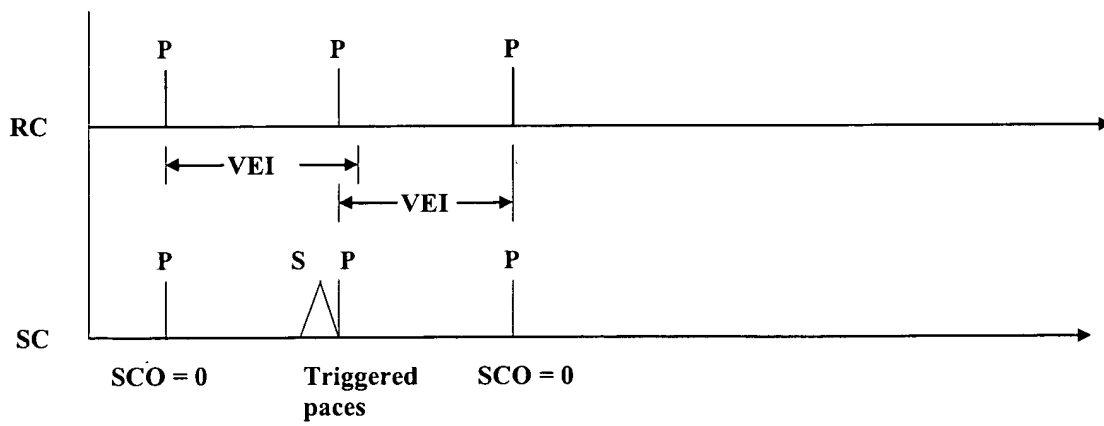 P P P
RC
VEI
VEI
P S P P
SC
SCO = 0 Triggered SCO = 0
paces